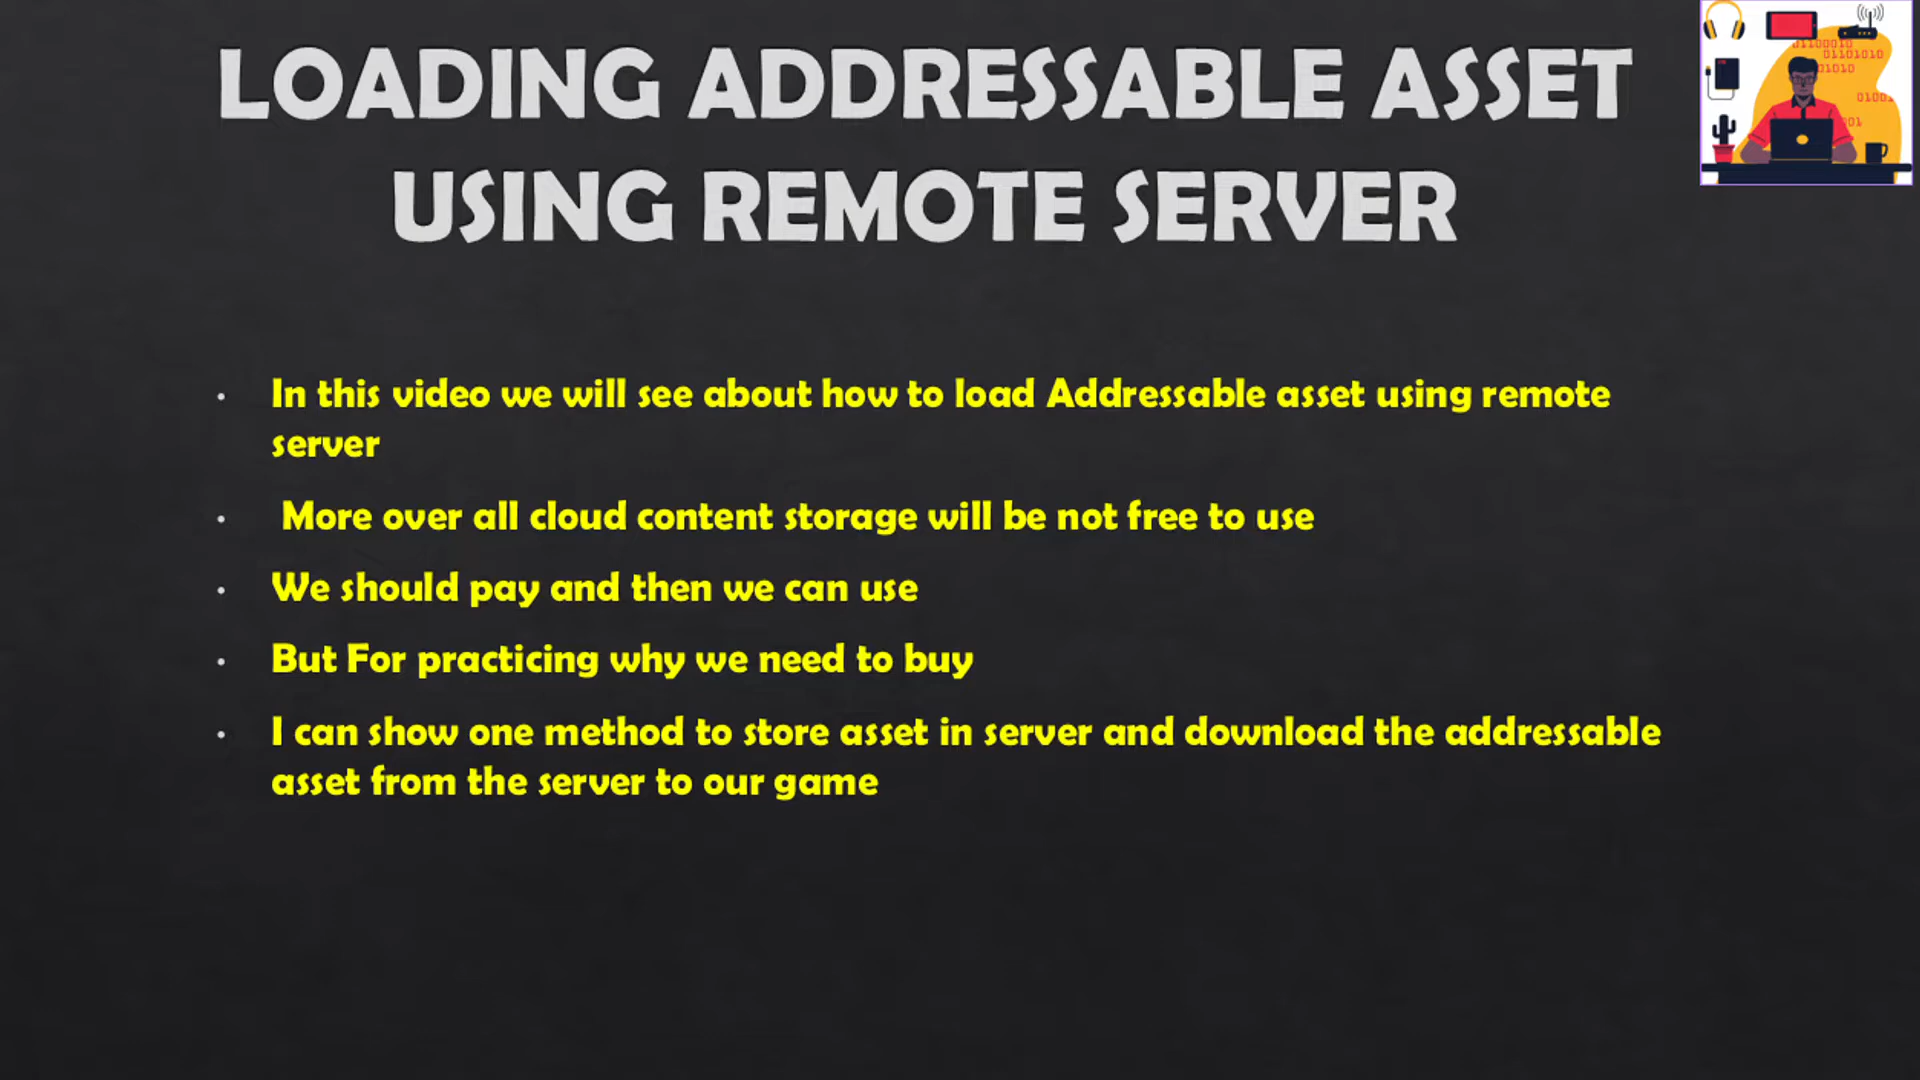 LOADING ADDRESSABLE ASSET
USING REMOTE SERVER
01100010
01101010
01010
• In this video we will see about how to load Addressable asset using remote
server
• More over all cloud content storage will be not free to use
• We should pay and then we can use
• But For practicing why we need to buy
• I can show one method to store asset in server and download the addressable
asset from the server to our game